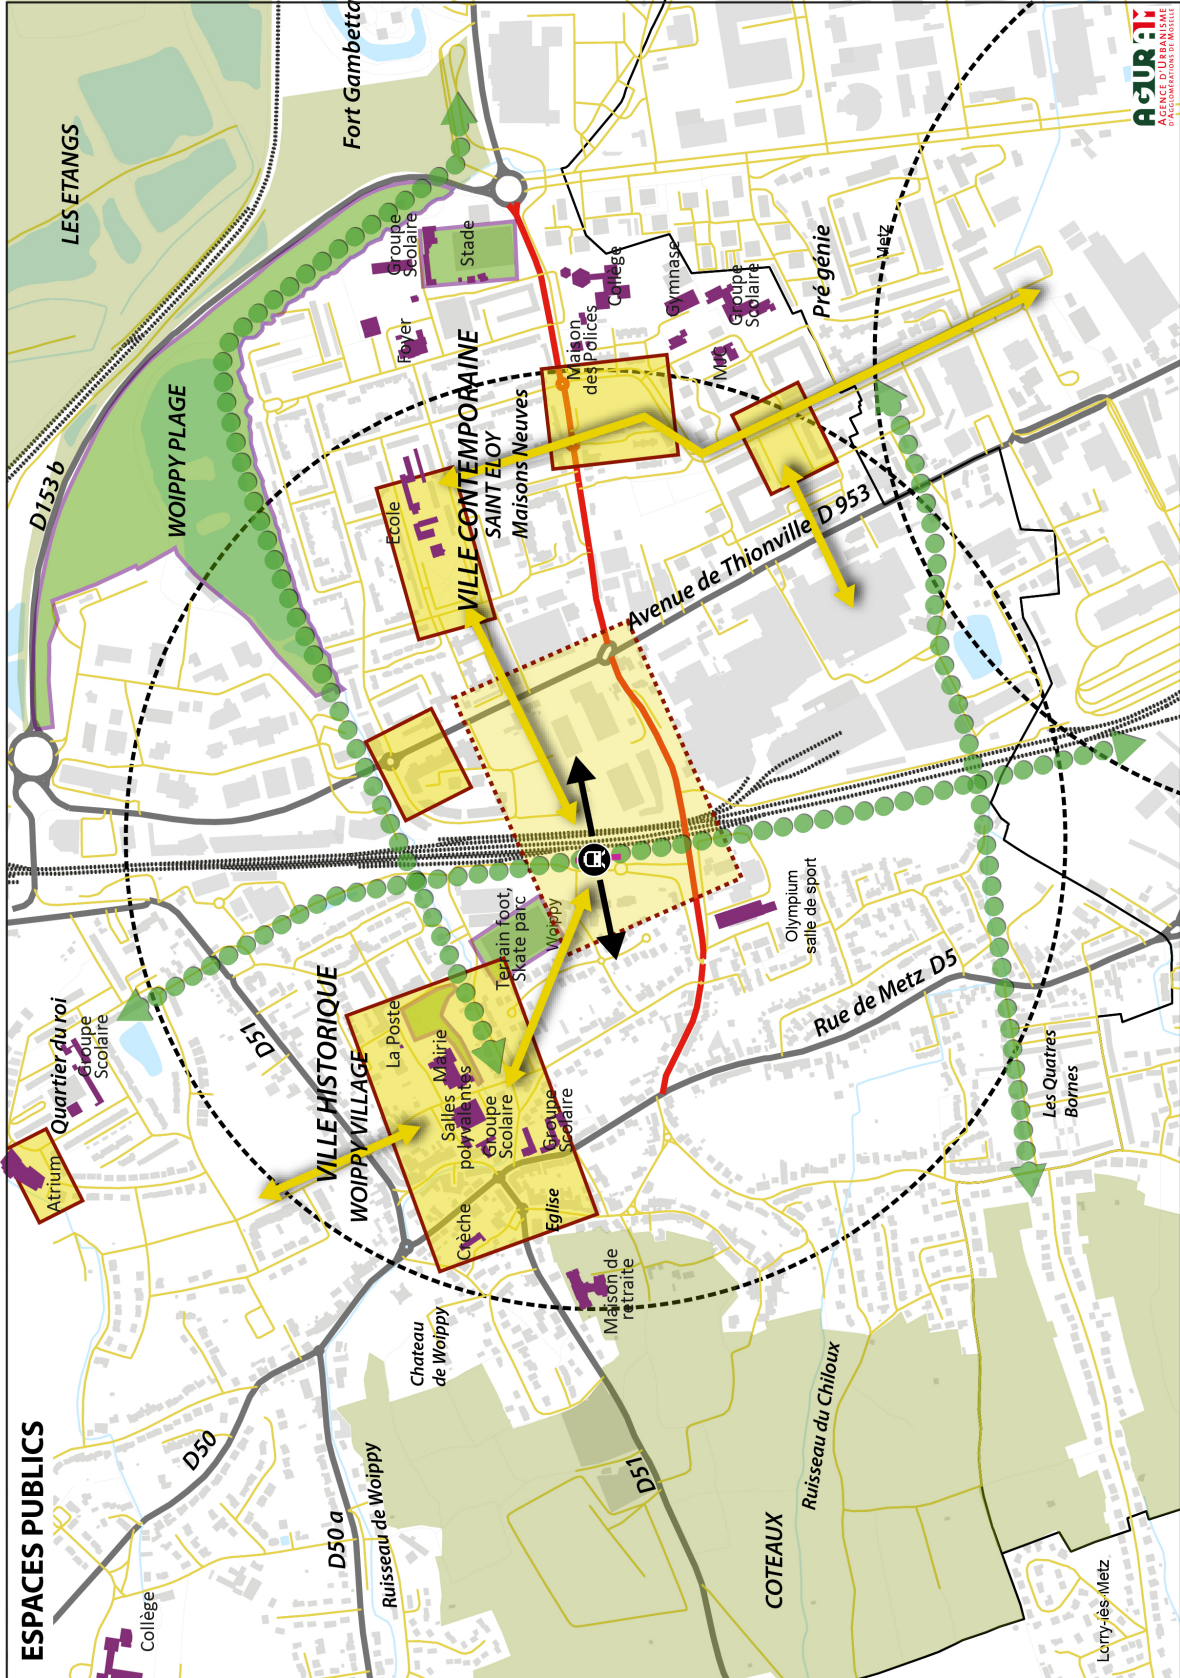 ESPACES PUBLICS
Collège
D50
D50 a
Ruisseau de Woippy
Atrium
Quartier du roi
Groupe
Scolaire
D51
VILLE HISTORIQUE
WOIPPY VILLAGE
La Poste
Mairie
Salles
polyvalentes
Groupe
Scolaire
Groupe
Scolaire
Crèche
Eglise
Chateau
de Woippy
Maison de
retraite
D51
COTEAUX
Ruisseau du Chiloux
Lorry-lès-Metz
Les Quatres
Bornes
Rue de Metz D5
Olympium
salle de sport
Terrain foot,
Skate parc
Woippy
D153 b
WOIPPY PLAGE
LES ETANGS
Fort Gambetta
Groupe
Scolaire
Stade
Foyer
Ecole
VILLE CONTEMPORAINE
SAINT ELOY
Maisons Neuves
Maison
des Polices
Collège
Gymnase
Groupe
Scolaire
MJC
Pré génie
Metz
Avenue de Thionville D 953
AGURAM
AGENCE D'URBANISME
D'AGGLOMÉRATIONS DE MOSELLE